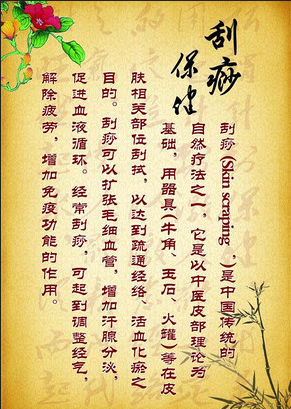 刮痧
保健
刮痧(Skin scraping,)是中国传统的
自然疗法之一，它是以中医皮部理论为
基础，用器具(牛角、玉石、火罐)等在皮
肤相关部位刮拭，以达到疏通经络、活血化瘀之
目的。刮痧可以扩张毛细血管，增加汗腺分泌，
促进血液循环。经常刮痧，可起到调整经气，
解除疲劳，增加免疫功能的作用。